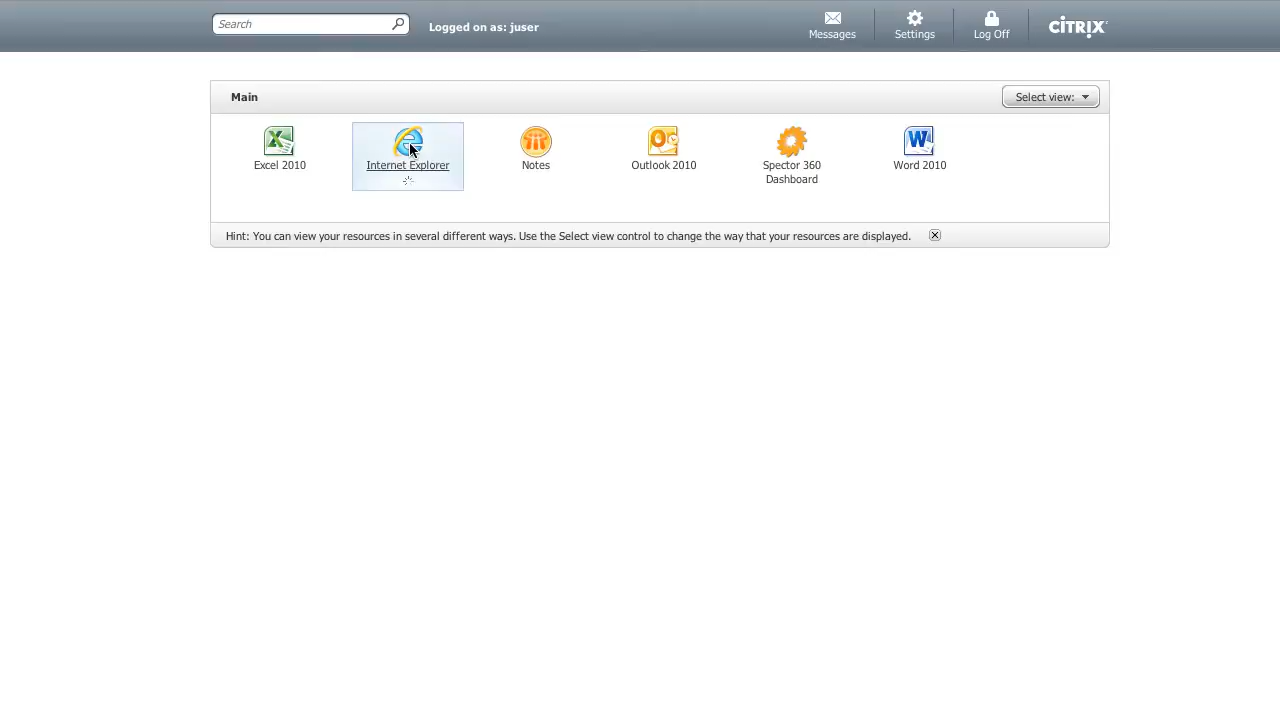 Search
Logged on as: juser
Messages
Settings
Log Off
CITRIX
Main
Select view:
Excel 2010
Internet Explorer
Notes
Outlook 2010
Spector 360
Dashboard
Word 2010
Hint: You can view your resources in several different ways. Use the Select view control to change the way that your resources are displayed.